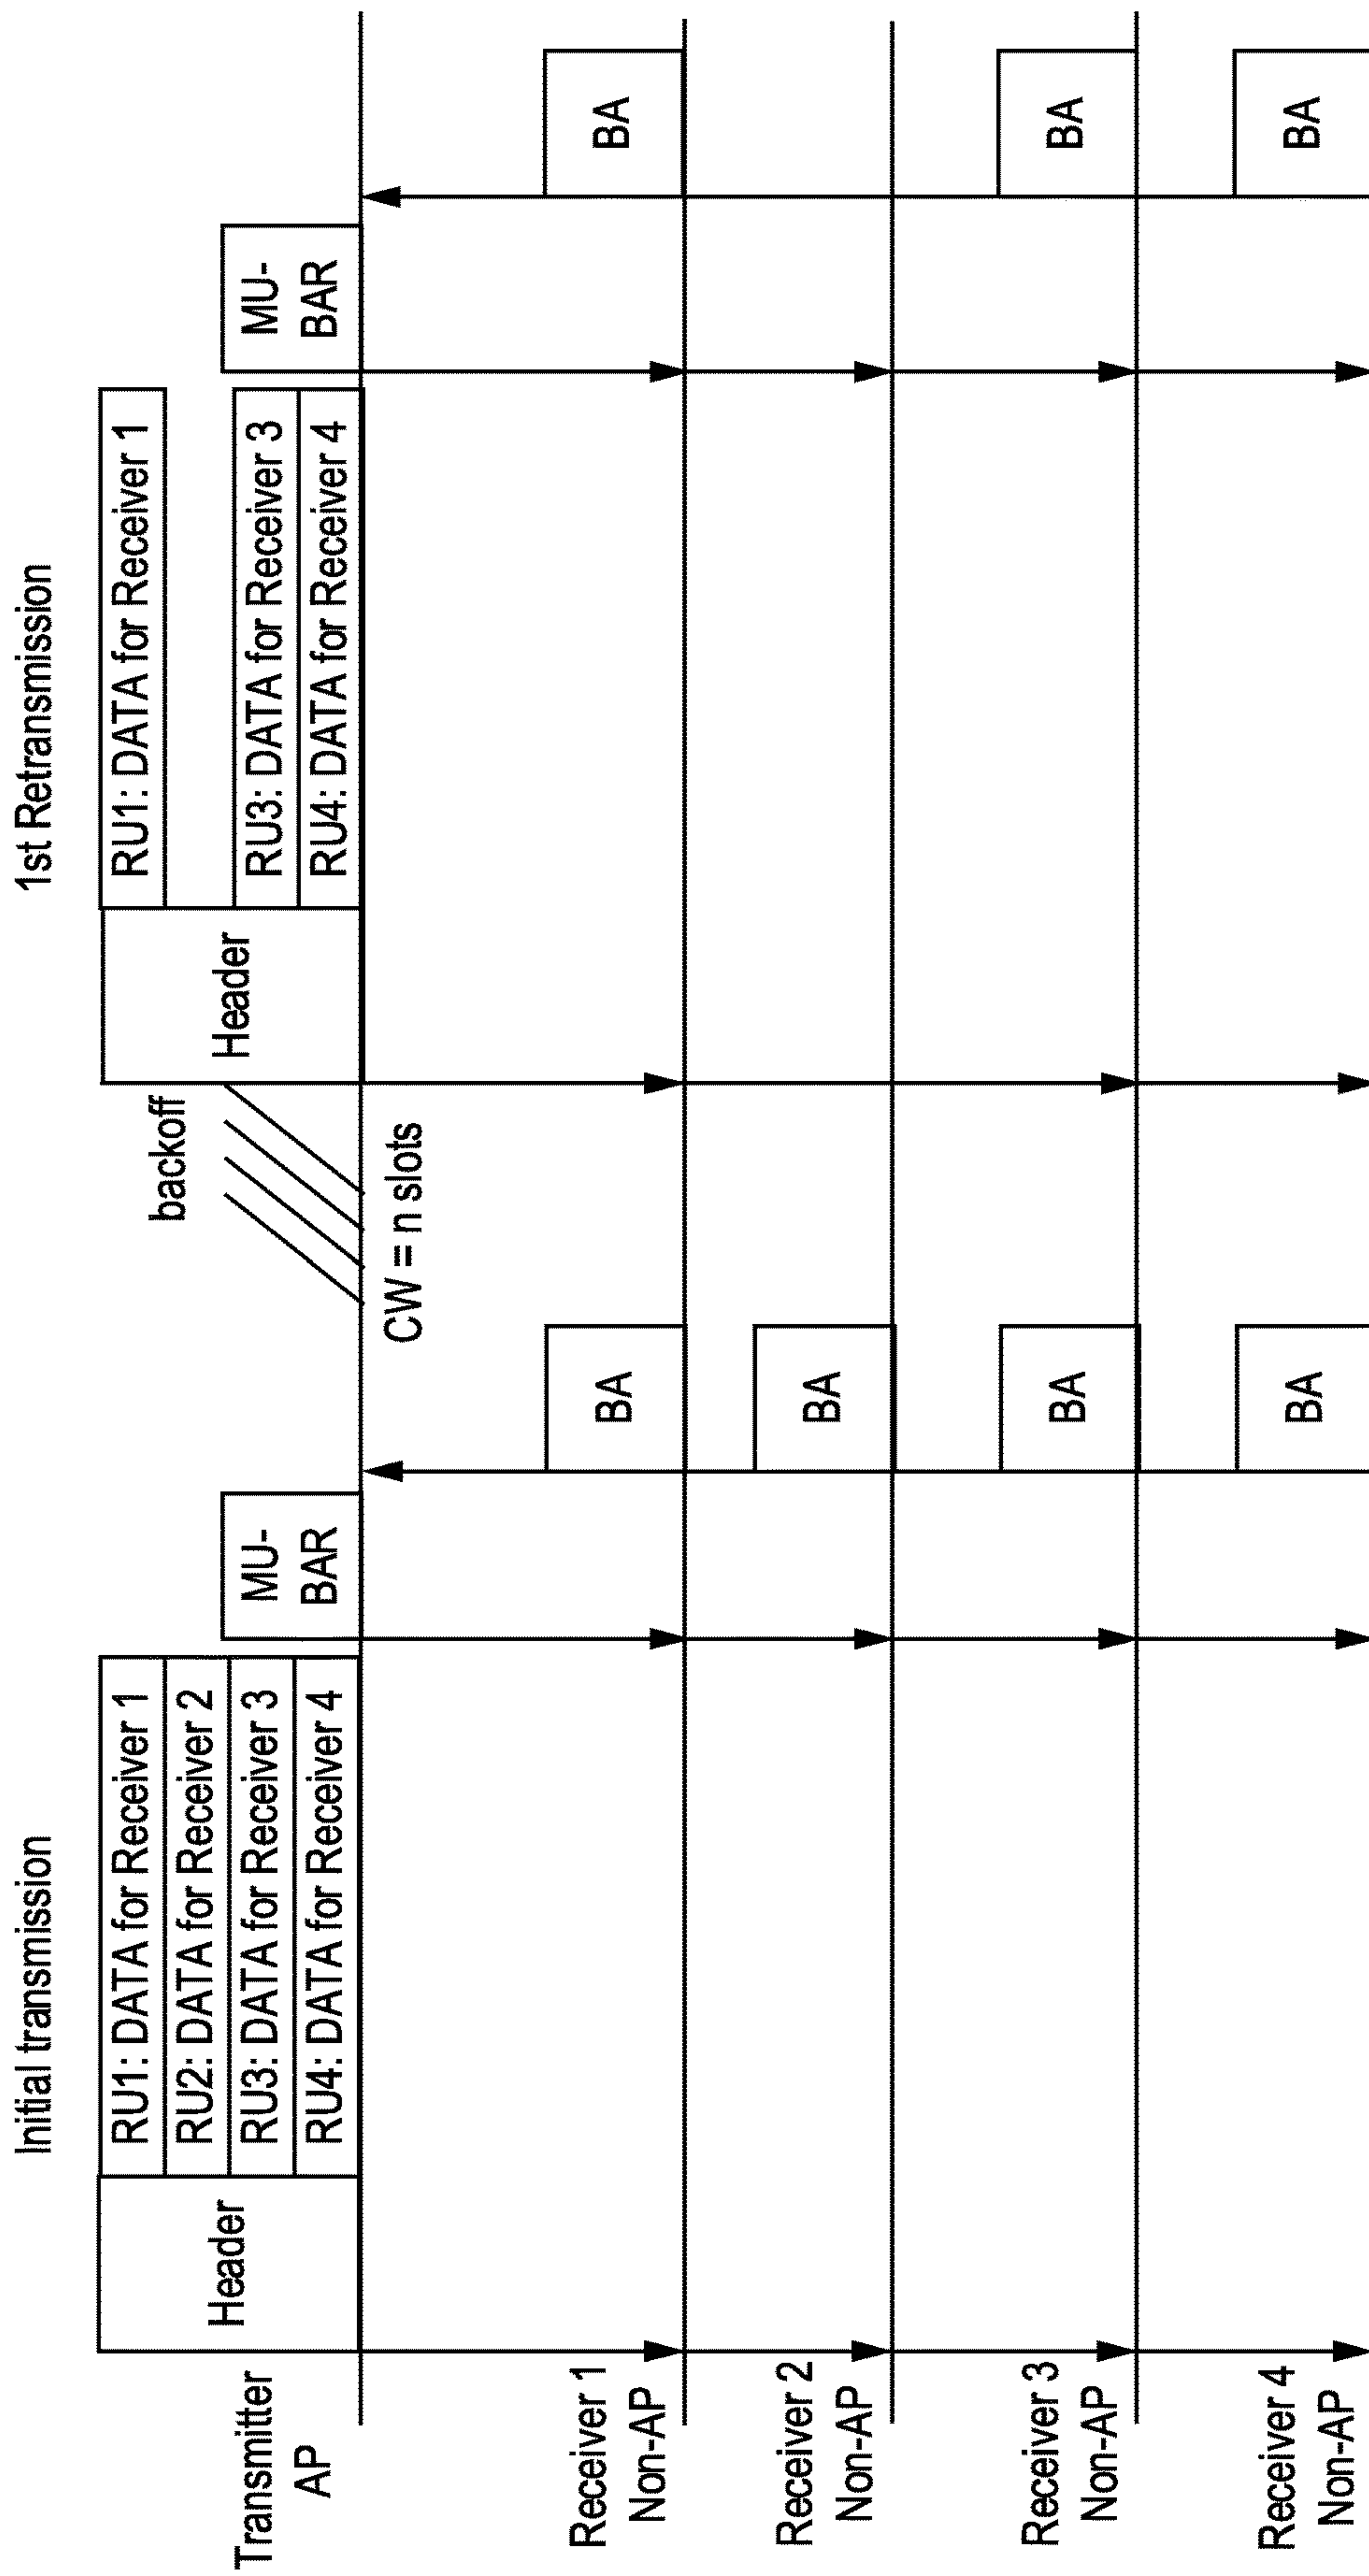 Initial transmission
1st Retransmission
Transmitter
AP
Header
RU1: DATA for Receiver 1
RU2: DATA for Receiver 2
RU3: DATA for Receiver 3
RU4: DATA for Receiver 4
MU-
BAR
backoff
CW = n slots
Header
RU1: DATA for Receiver 1
RU3: DATA for Receiver 3
RU4: DATA for Receiver 4
MU-
BAR
Receiver 1
Non-AP
BA
BA
Receiver 2
Non-AP
BA
Receiver 3
Non-AP
BA
BA
Receiver 4
Non-AP
BA
BA